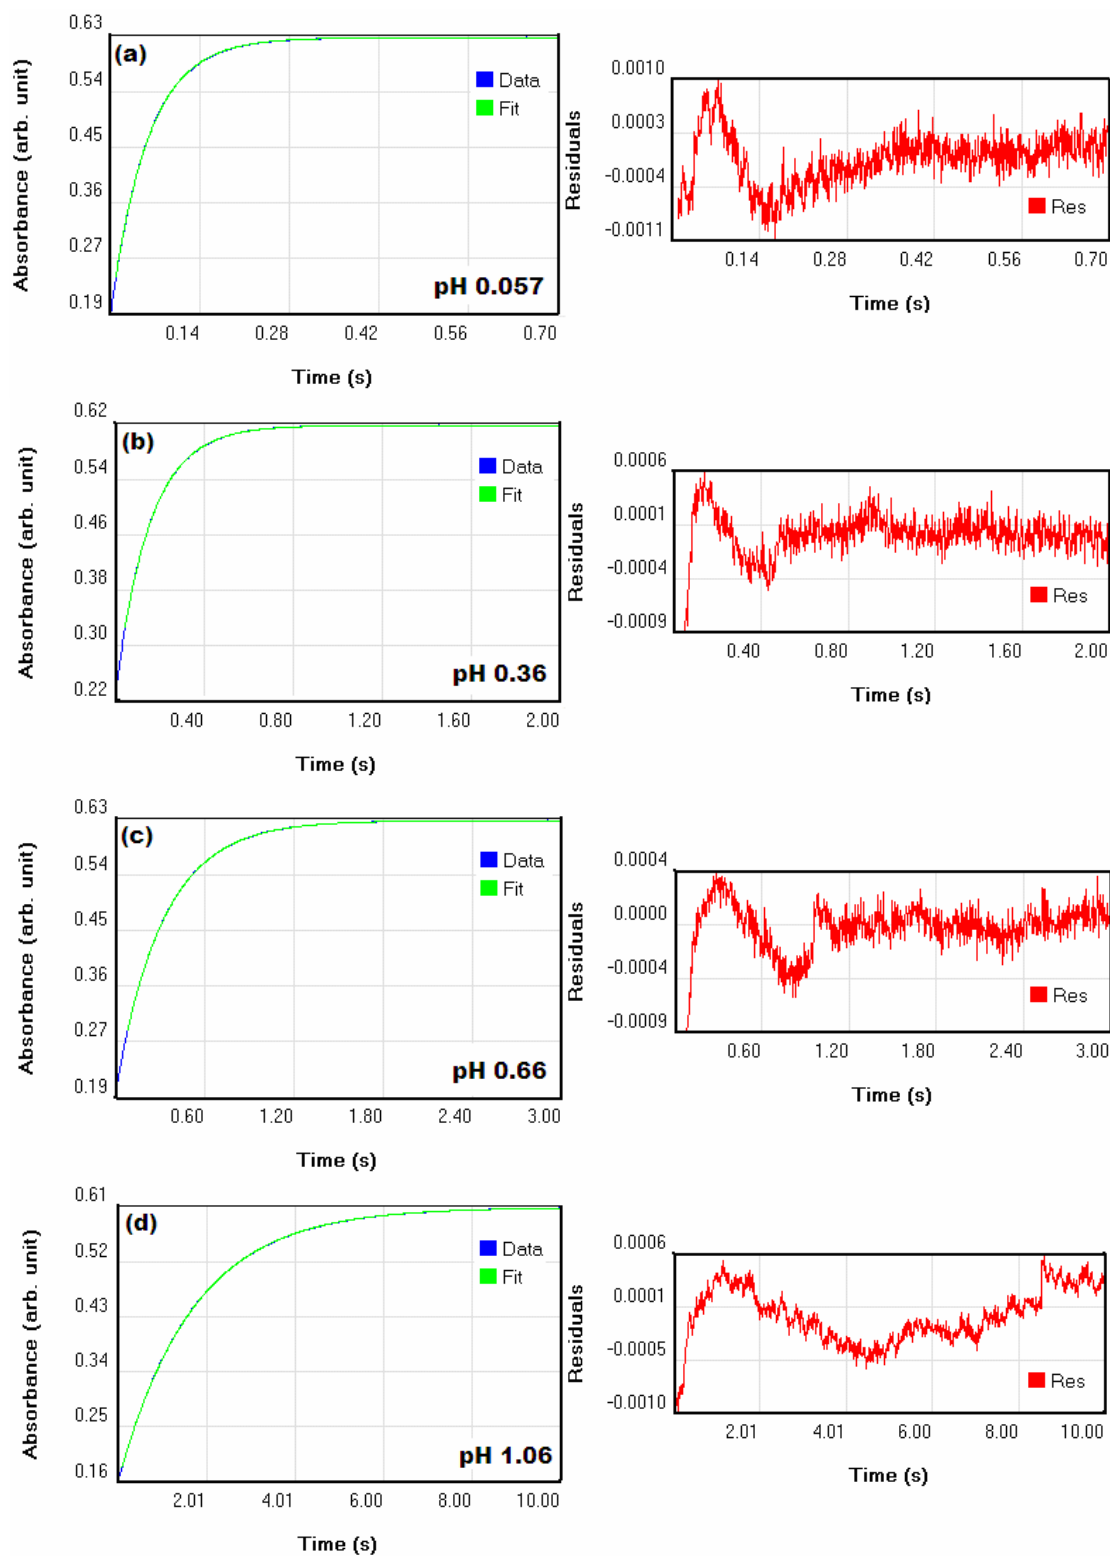 0.63
(a)
0.54
0.45
0.36
0.27
0.19
Absorbance (arb. unit)
Data
Fit
pH 0.057
0.14 0.28 0.42 0.56 0.70
Time (s)
0.0010
0.0003
-0.0004
-0.0011
Residuals
Res
0.14 0.28 0.42 0.56 0.70
Time (s)
0.62
(b)
0.54
0.46
0.38
0.30
0.22
Absorbance (arb. unit)
Data
Fit
pH 0.36
0.40 0.80 1.20 1.60 2.00
Time (s)
0.0006
0.0001
-0.0004
-0.0009
Residuals
Res
0.40 0.80 1.20 1.60 2.00
Time (s)
0.63
(c)
0.54
0.45
0.36
0.27
0.19
Absorbance (arb. unit)
Data
Fit
pH 0.66
0.60 1.20 1.80 2.40 3.00
Time (s)
0.0004
0.0000
-0.0004
-0.0009
Residuals
Res
0.60 1.20 1.80 2.40 3.00
Time (s)
0.61
(d)
0.52
0.43
0.34
0.25
0.16
Absorbance (arb. unit)
Data
Fit
pH 1.06
2.01 4.01 6.00 8.00 10.00
Time (s)
0.0006
0.0001
-0.0005
-0.0010
Residuals
Res
2.01 4.01 6.00 8.00 10.00
Time (s)